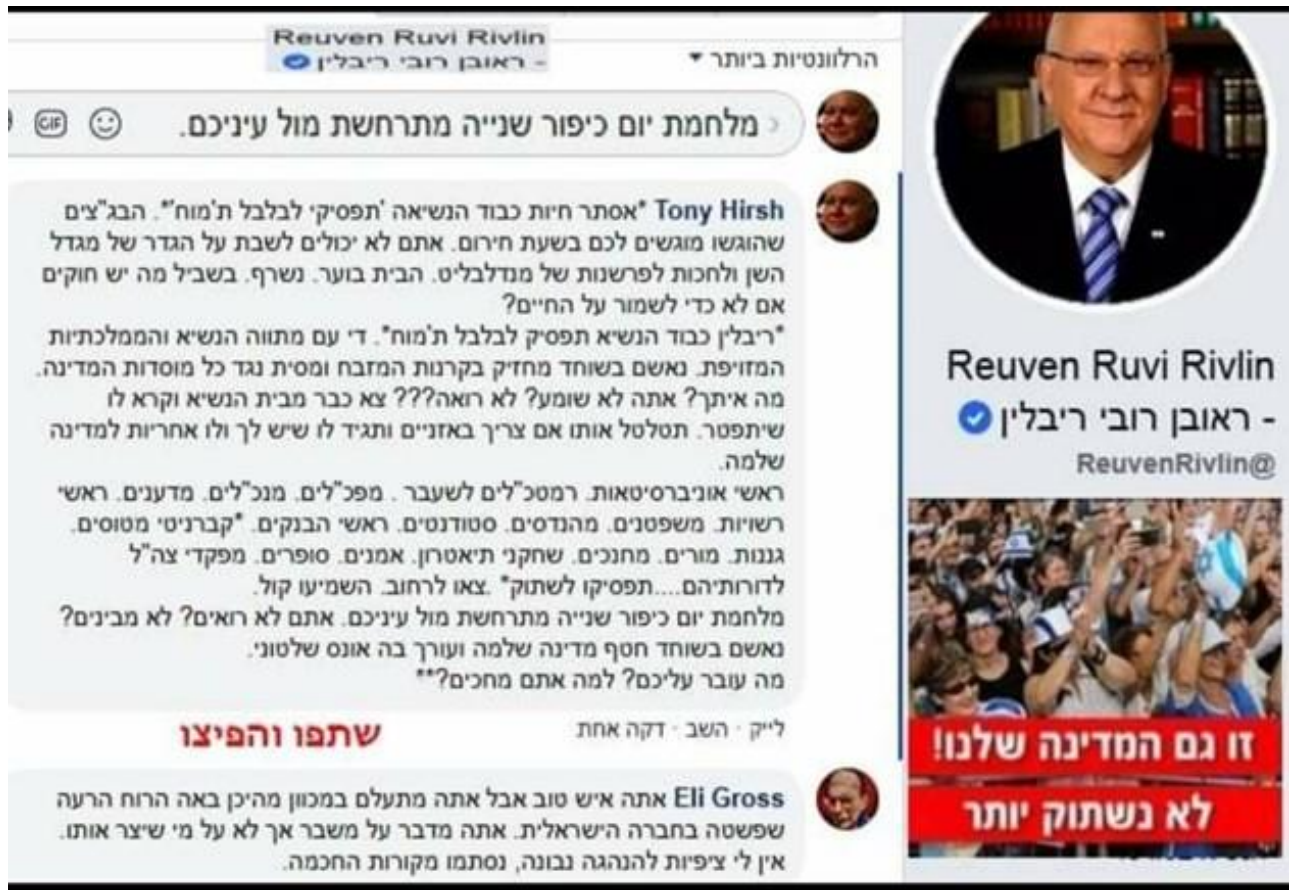 Reuven Ruvi Rivlin
- ראובן רובי ריבלין
הרלוונטיות ביותר
מלחמת יום כיפור שנייה מתרחשת מול עיניכם.
GIF
Tony Hirsh *אסתר חיות כבוד הנשיאה 'תפסיקי לבלבל ת'מוח'*. הבג"צים
שהוגשו מוגשים לכם בשעת חירום. אתם לא יכולים לשבת על הגדר של מגדל
השן ולחכות לפרשנות של מנדלבליט. הבית בוער. נשרף. בשביל מה יש חוקים
אם לא כדי לשמור על החיים?
*ריבלין כבוד הנשיא תפסיק לבלבל ת'מוח*. די עם מתווה הנשיא והממלכתיות
המזויפת. נאשם בשוחד מחזיק בקרנות המזבח ומסית נגד כל מוסדות המדינה.
מה איתך? אתה לא שומע? לא רואה??? צא כבר מבית הנשיא וקרא לו
שיתפטר. תטלטל אותו אם צריך באזניים ותגיד לו שיש לך ולו אחריות למדינה
שלמה.
ראשי אוניברסיטאות. רמטכ"לים לשעבר . מפכ"לים. מנכ"לים. מדענים. ראשי
רשויות. משפטנים. מהנדסים. סטודנטים. ראשי הבנקים. *קברניטי מטוסים.
גננות. מורים. מחנכים. שחקני תיאטרון. אמנים. סופרים. מפקדי צה"ל
לדורותיהם....תפסיקו לשתוק* .צאו לרחוב. השמיעו קול.
מלחמת יום כיפור שנייה מתרחשת מול עיניכם. אתם לא רואים? לא מבינים?
נאשם בשוחד חטף מדינה שלמה ועורך בה אונס שלטוני.
מה עובר עליכם? למה אתם מחכים?**
לייק · השב · דקה אחת
שתפו והפיצו
Eli Gross אתה איש טוב אבל אתה מתעלם במכוון מהיכן באה הרוח הרעה
שפשטה בחברה הישראלית. אתה מדבר על משבר אך לא על מי שיצר אותו.
אין לי ציפיות להנהגה נבונה, נסתמו מקורות החכמה.
Reuven Ruvi Rivlin
- ראובן רובי ריבלין
@ReuvenRivlin
זו גם המדינה שלנו!
לא נשתוק יותר